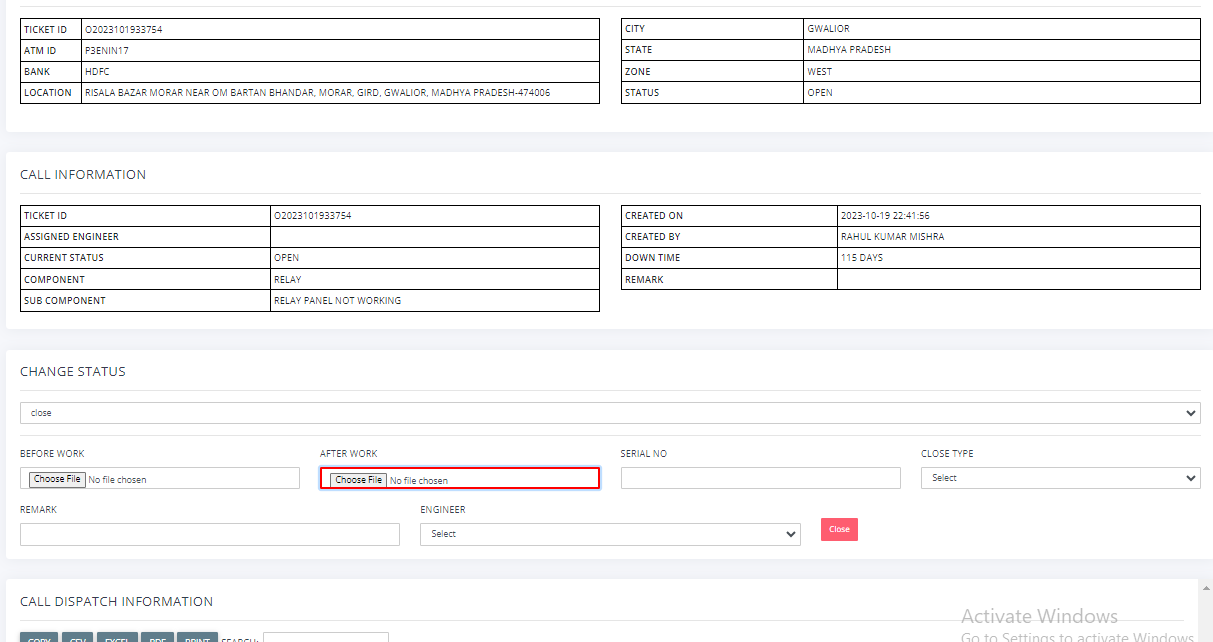 TICKET ID O2023101933754
ATM ID P3ENIN17
BANK HDFC
LOCATION RISALA BAZAR MORAR NEAR OM BARTAN BHANDAR, MORAR, GIRD, GWALIOR, MADHYA PRADESH-474006
CITY GWALIOR
STATE MADHYA PRADESH
ZONE WEST
STATUS OPEN
CALL INFORMATION
TICKET ID O2023101933754
ASSIGNED ENGINEER
CURRENT STATUS OPEN
COMPONENT RELAY
SUB COMPONENT RELAY PANEL NOT WORKING
CREATED ON 2023-10-19 22:41:56
CREATED BY RAHUL KUMAR MISHRA
DOWN TIME 115 DAYS
REMARK
CHANGE STATUS
close
BEFORE WORK AFTER WORK SERIAL NO CLOSE TYPE
Choose File No file chosen Choose File No file chosen Select
REMARK ENGINEER
Select Close
CALL DISPATCH INFORMATION
COPY CSV EXCEL PDF PRINT SEARCH:
Activate Windows
Go to Settings to activate Windows